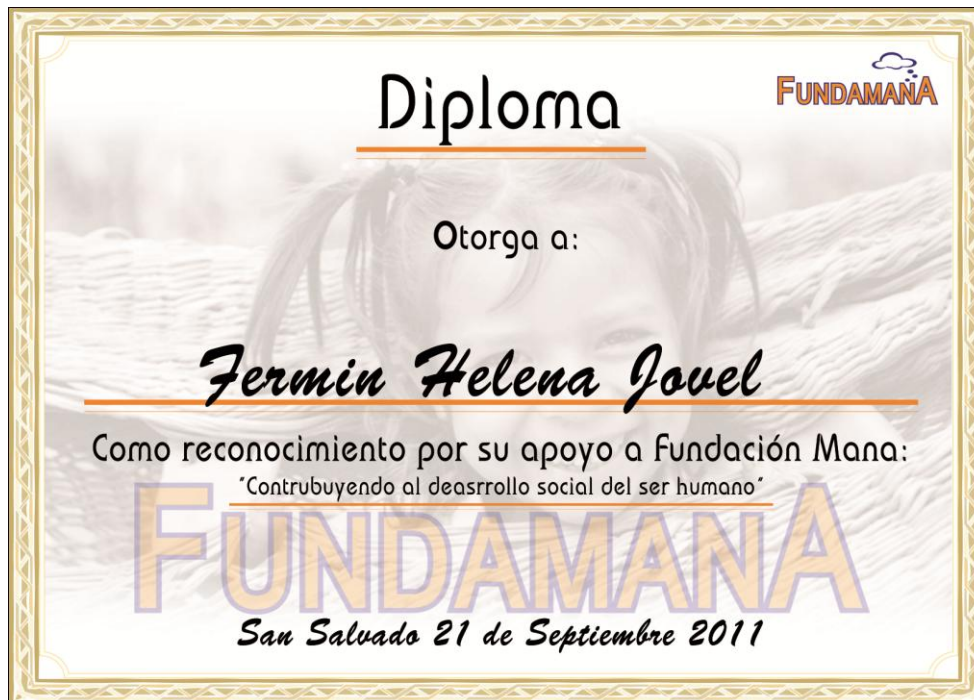 Diploma
FUNDAMANA
Otorga a:
Fermin Helena Jovel
Como reconocimiento por su apoyo a Fundación Mana:
"Contrubuyendo al deasrrollo social del ser humano"
FUNDAMANA
San Salvado 21 de Septiembre 2011